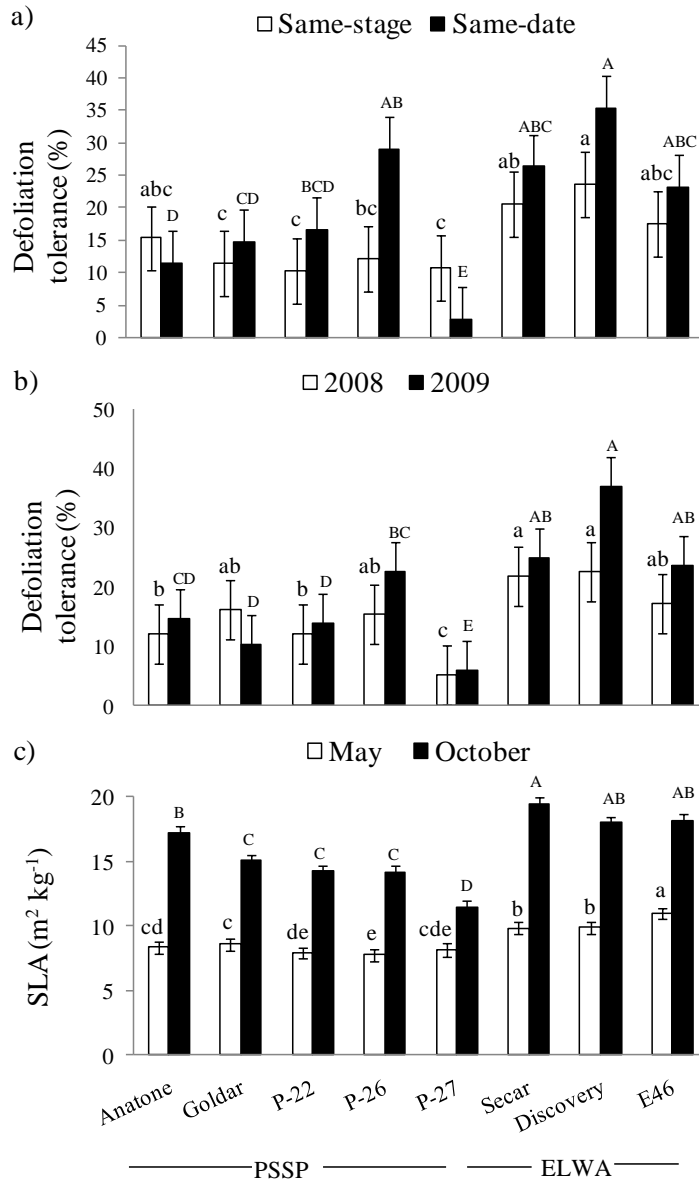 a)
Same-stage Same-date
Defoliation tolerance (%)
45
40
35
30
25
20
15
10
5
0
abc D c CD c BCD bc AB c E ab ABC a A abc ABC
b)
2008 2009
Defoliation tolerance (%)
50
40
30
20
10
0
b CD ab D b D ab BC c E a AB a A ab AB
c)
May October
SLA (m² kg⁻¹)
20
15
10
5
0
cd B c C de C e C cde D b A b AB a AB
Anatone Goldar P-22 P-26 P-27 Secar Discovery E46
PSSP ELWA